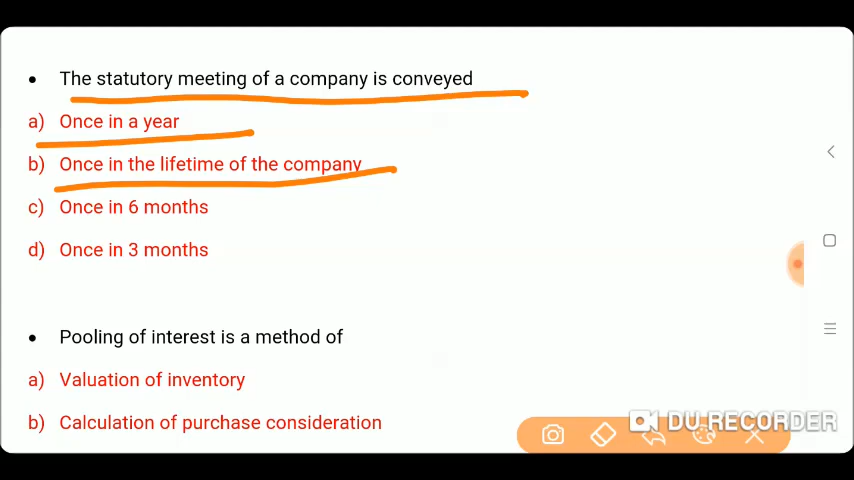 • The statutory meeting of a company is conveyed
a) Once in a year
b) Once in the lifetime of the company
c) Once in 6 months
d) Once in 3 months
• Pooling of interest is a method of
a) Valuation of inventory
b) Calculation of purchase consideration
DU RECORDER